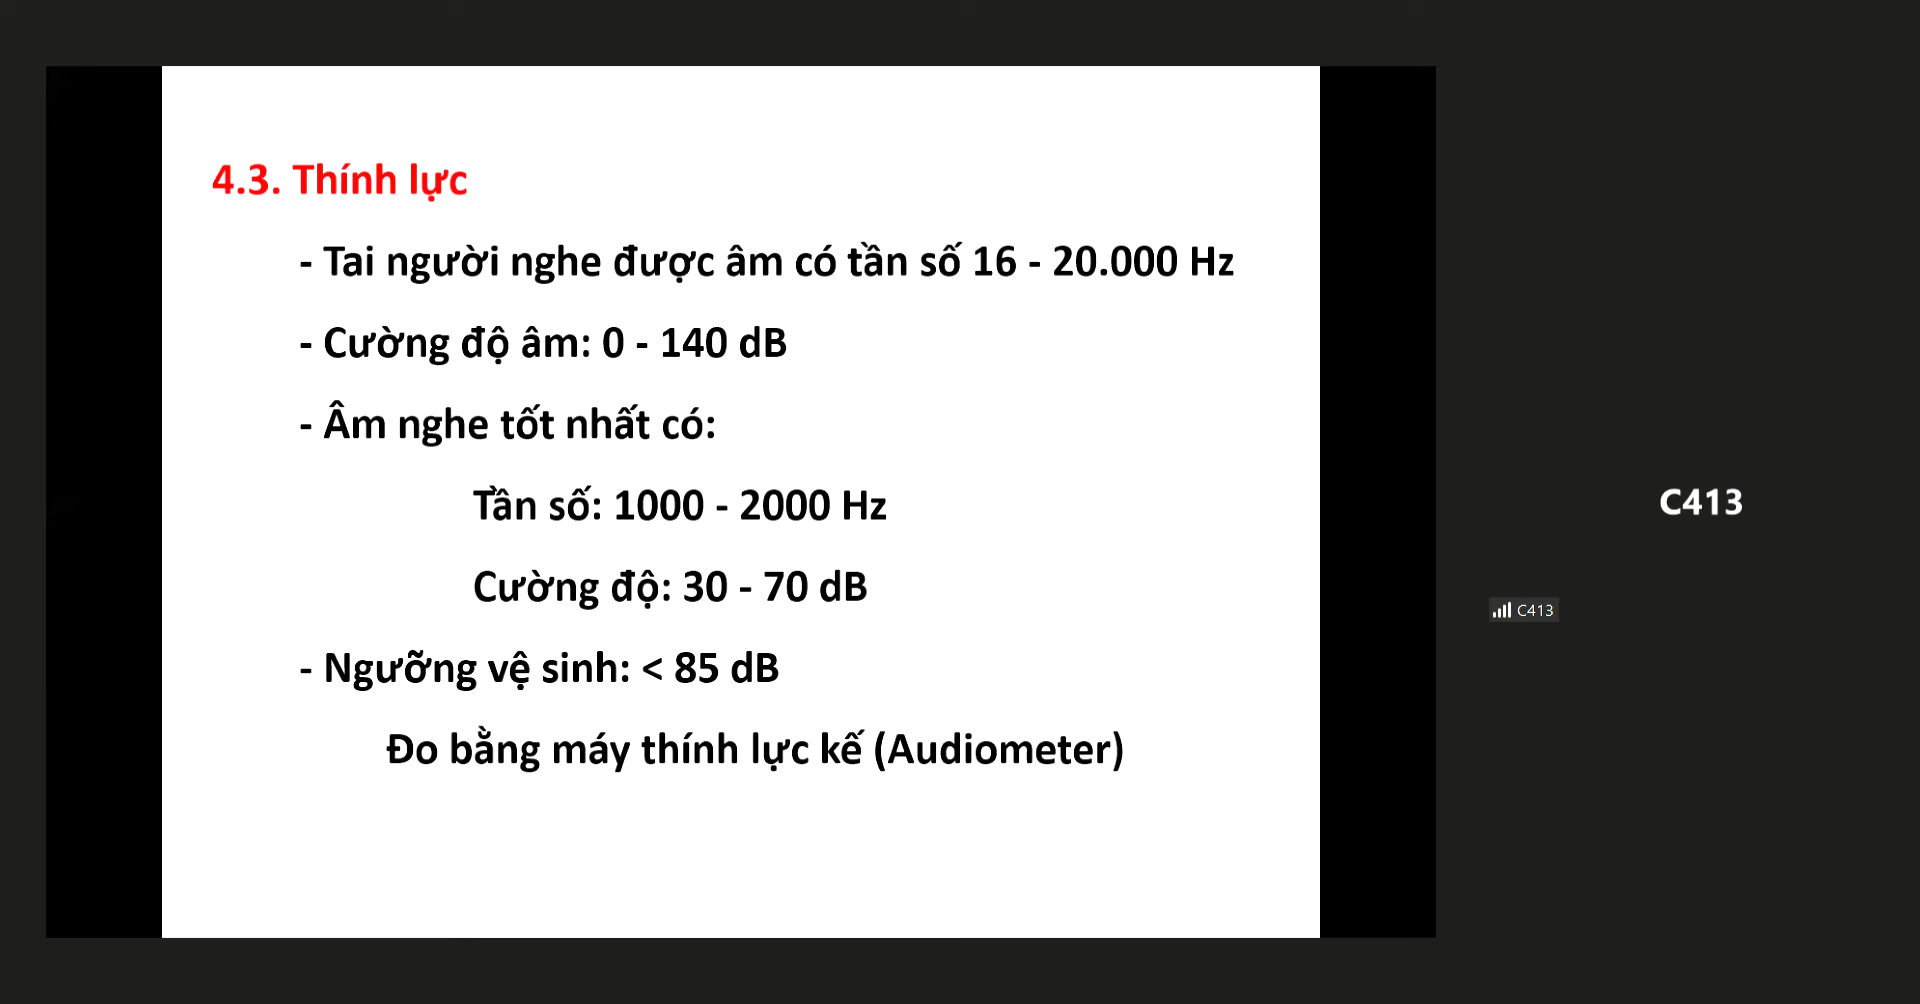 4.3. Thính lực
- Tai người nghe được âm có tần số 16 - 20.000 Hz
- Cường độ âm: 0 - 140 dB
- Âm nghe tốt nhất có:
Tần số: 1000 - 2000 Hz
Cường độ: 30 - 70 dB
- Ngưỡng vệ sinh: < 85 dB
Đo bằng máy thính lực kế (Audiometer)
C413
C413